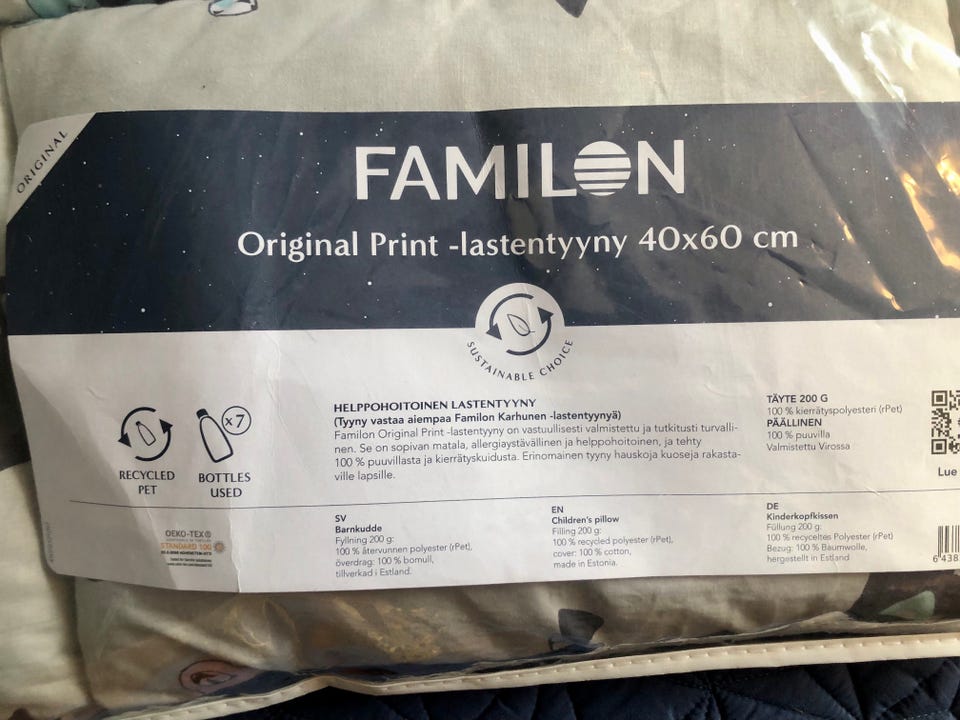 ORIGINAL
FAMILON
Original Print -lastentyyny 40x60 cm
SUSTAINABLE CHOICE
RECYCLED
PET
x7
BOTTLES
USED
HELPPOHOITOINEN LASTENTYYNY
(Tyyny vastaa aiempaa Familon Karhunen -lastentyynyä)
Familon Original Print -lastentyyny on vastuullisesti valmistettu ja tutkitusti turvalli-
nen. Se on sopivan matala, allergiaystävällinen ja helppohoitoinen, ja tehty
100 % puuvillasta ja kierrätyskuidusta. Erinomainen tyyny hauskoja kuoseja rakasta-
ville lapsille.
TÄYTE 200 G
100 % kierrätyspolyesteri (rPet)
PÄÄLLINEN
100 % puuvilla
Valmistettu Virossa
Lue
OEKO-TEX®
STANDARD 100
SV
Barnkudde
Fyllning 200 g:
100 % återvunnen polyester (rPet),
överdrag: 100 % bomull,
tillverkad i Estland.
EN
Children's pillow
Filling 200 g:
100 % recycled polyester (rPet),
cover: 100 % cotton,
made in Estonia.
DE
Kinderkopfkissen
Füllung 200 g:
100 % recyceltes Polyester (rPet)
Bezug: 100 % Baumwolle,
hergestellt in Estland
6 438